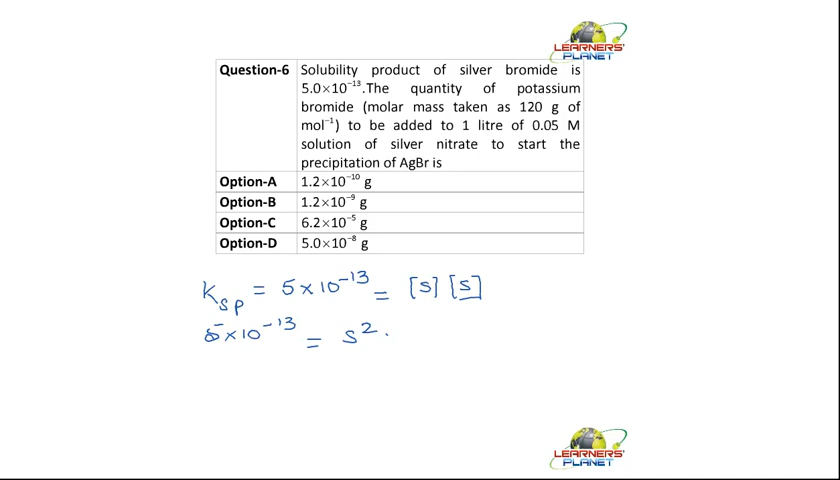 LEARNERS'
PLANET
Question-6 Solubility product of silver bromide is
5.0×10⁻¹³.The quantity of potassium
bromide (molar mass taken as 120 g of
mol⁻¹) to be added to 1 litre of 0.05 M
solution of silver nitrate to start the
precipitation of AgBr is
Option-A 1.2×10⁻¹⁰ g
Option-B 1.2×10⁻⁹ g
Option-C 6.2×10⁻⁵ g
Option-D 5.0×10⁻⁸ g
Ksp = 5×10⁻¹³ = [s] [s]
5×10⁻¹³ = s².
LEARNERS'
PLANET